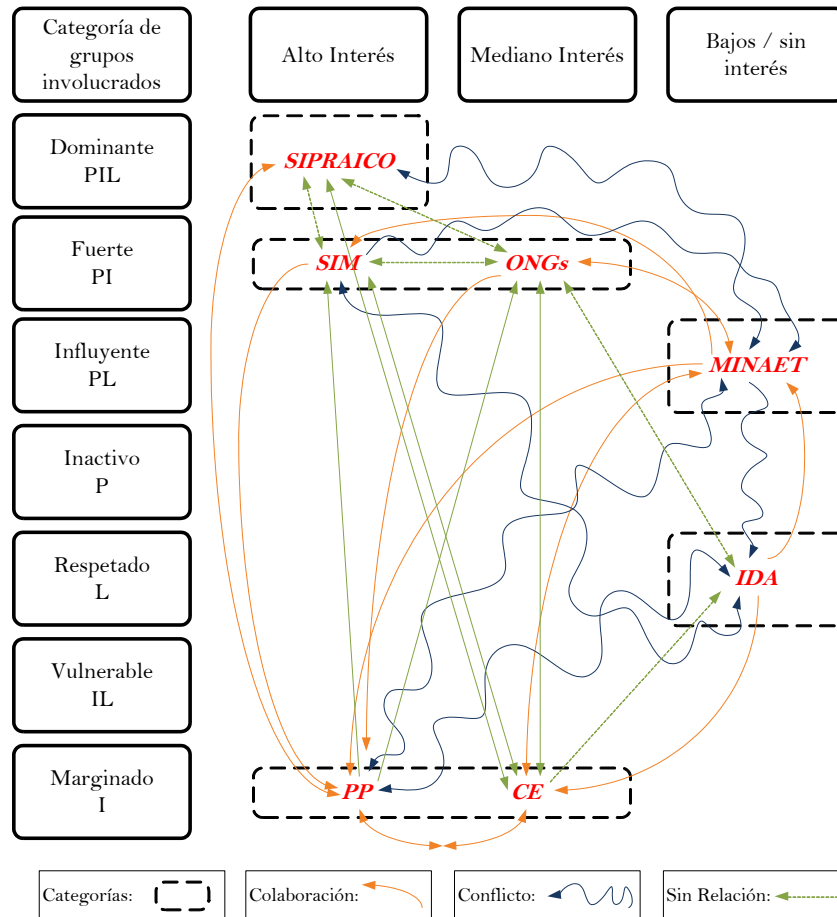 Categoría de
grupos
involucrados
Alto Interés
Mediano Interés
Bajos / sin
interés
Dominante
PIL
SIPRAICO
Fuerte
PI
SIM
ONGs
Influyente
PL
MINAET
Inactivo
P
Respetado
L
IDA
Vulnerable
IL
Marginado
I
PP
CE
Categorías:
Colaboración:
Conflicto:
Sin Relación: